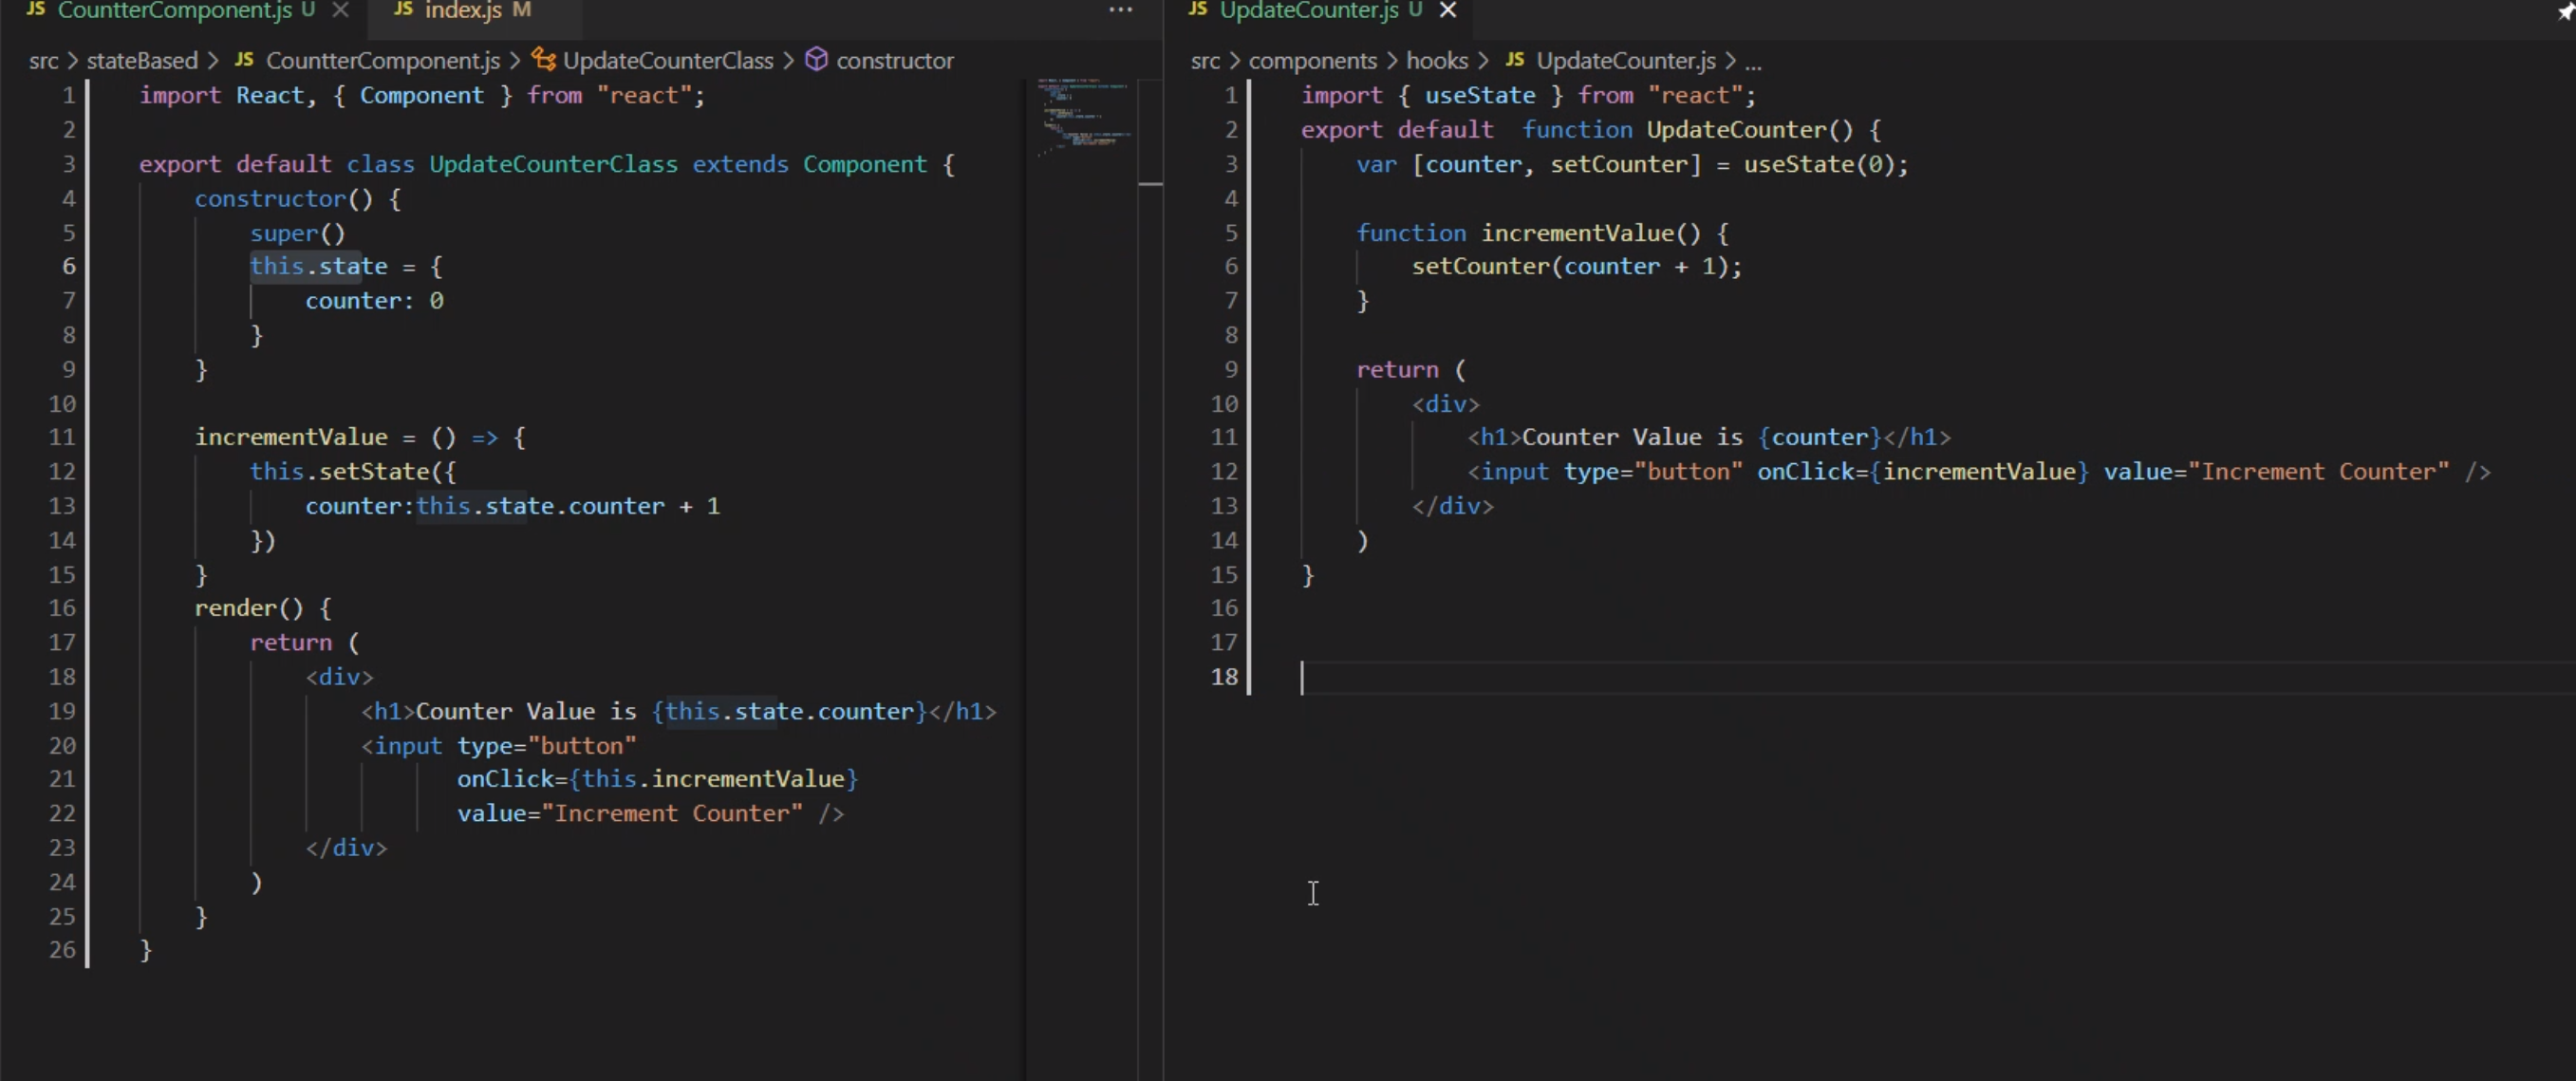 JS CountterComponent.js U
JS index.js M
src > stateBased > JS CountterComponent.js > UpdateCounterClass > constructor
1 import React, { Component } from "react";
2
3 export default class UpdateCounterClass extends Component {
4 constructor() {
5 super()
6 this.state = {
7 counter: 0
8 }
9 }
10
11 incrementValue = () => {
12 this.setState({
13 counter:this.state.counter + 1
14 })
15 }
16 render() {
17 return (
18 <div>
19 <h1>Counter Value is {this.state.counter}</h1>
20 <input type="button"
21 onClick={this.incrementValue}
22 value="Increment Counter" />
23 </div>
24 )
25 }
26 }
JS UpdateCounter.js U
src > components > hooks > JS UpdateCounter.js > ...
1 import { useState } from "react";
2 export default  function UpdateCounter() {
3 var [counter, setCounter] = useState(0);
4
5 function incrementValue() {
6 setCounter(counter + 1);
7 }
8
9 return (
10 <div>
11 <h1>Counter Value is {counter}</h1>
12 <input type="button" onClick={incrementValue} value="Increment Counter" />
13 </div>
14 )
15 }
16
17
18